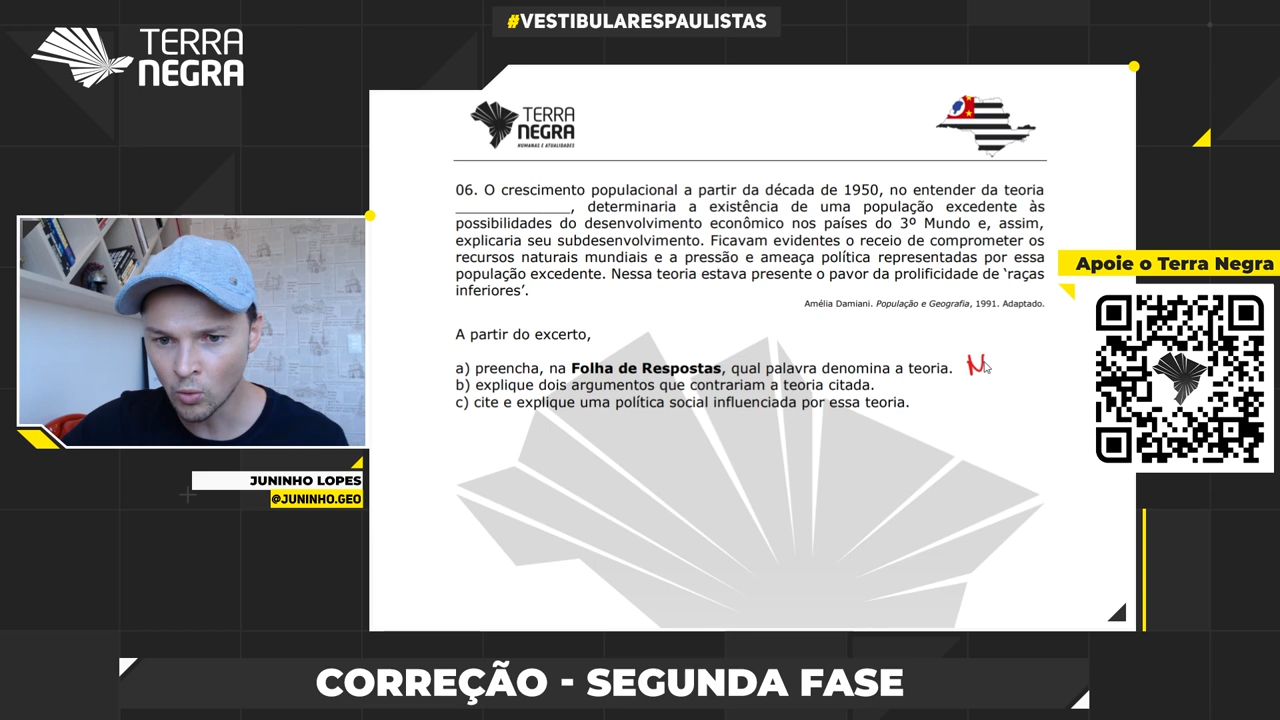 #VESTIBULARESPAULISTAS
TERRA
NEGRA
TERRA
NEGRA
HUMANAS E ATUALIDADES
06. O crescimento populacional a partir da década de 1950, no entender da teoria
______________, determinaria a existência de uma população excedente às
possibilidades do desenvolvimento econômico nos países do 3º Mundo e, assim,
explicaria seu subdesenvolvimento. Ficavam evidentes o receio de comprometer os
recursos naturais mundiais e a pressão e ameaça política representadas por essa
população excedente. Nessa teoria estava presente o pavor da prolificidade de ‘raças
inferiores’.
Amélia Damiani. População e Geografia, 1991. Adaptado.
A partir do excerto,
a) preencha, na Folha de Respostas, qual palavra denomina a teoria. N
b) explique dois argumentos que contrariam a teoria citada.
c) cite e explique uma política social influenciada por essa teoria.
Apoie o Terra Negra
JUNINHO LOPES
@JUNINHO.GEO
CORREÇÃO - SEGUNDA FASE